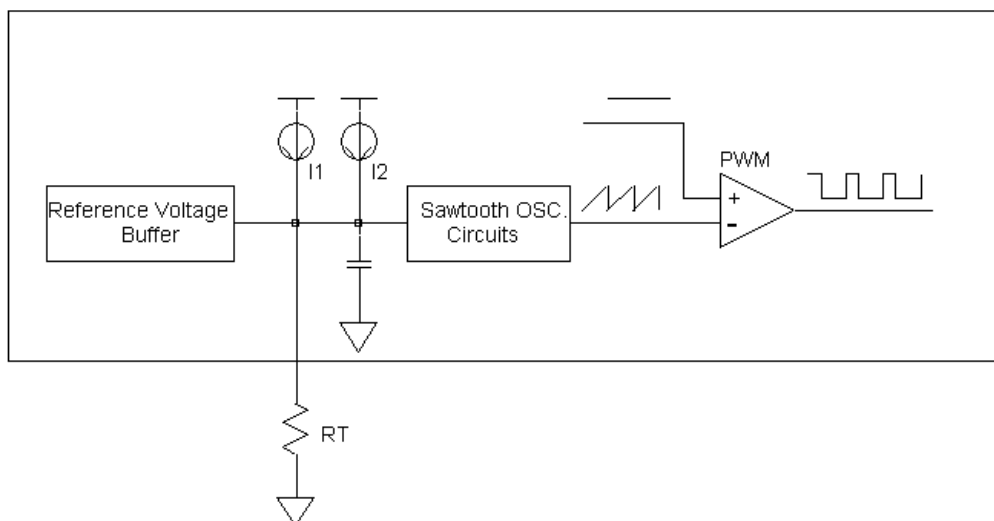 PWM
I1
I2
Reference Voltage
Buffer
Sawtooth OSC.
Circuits
+
-
RT